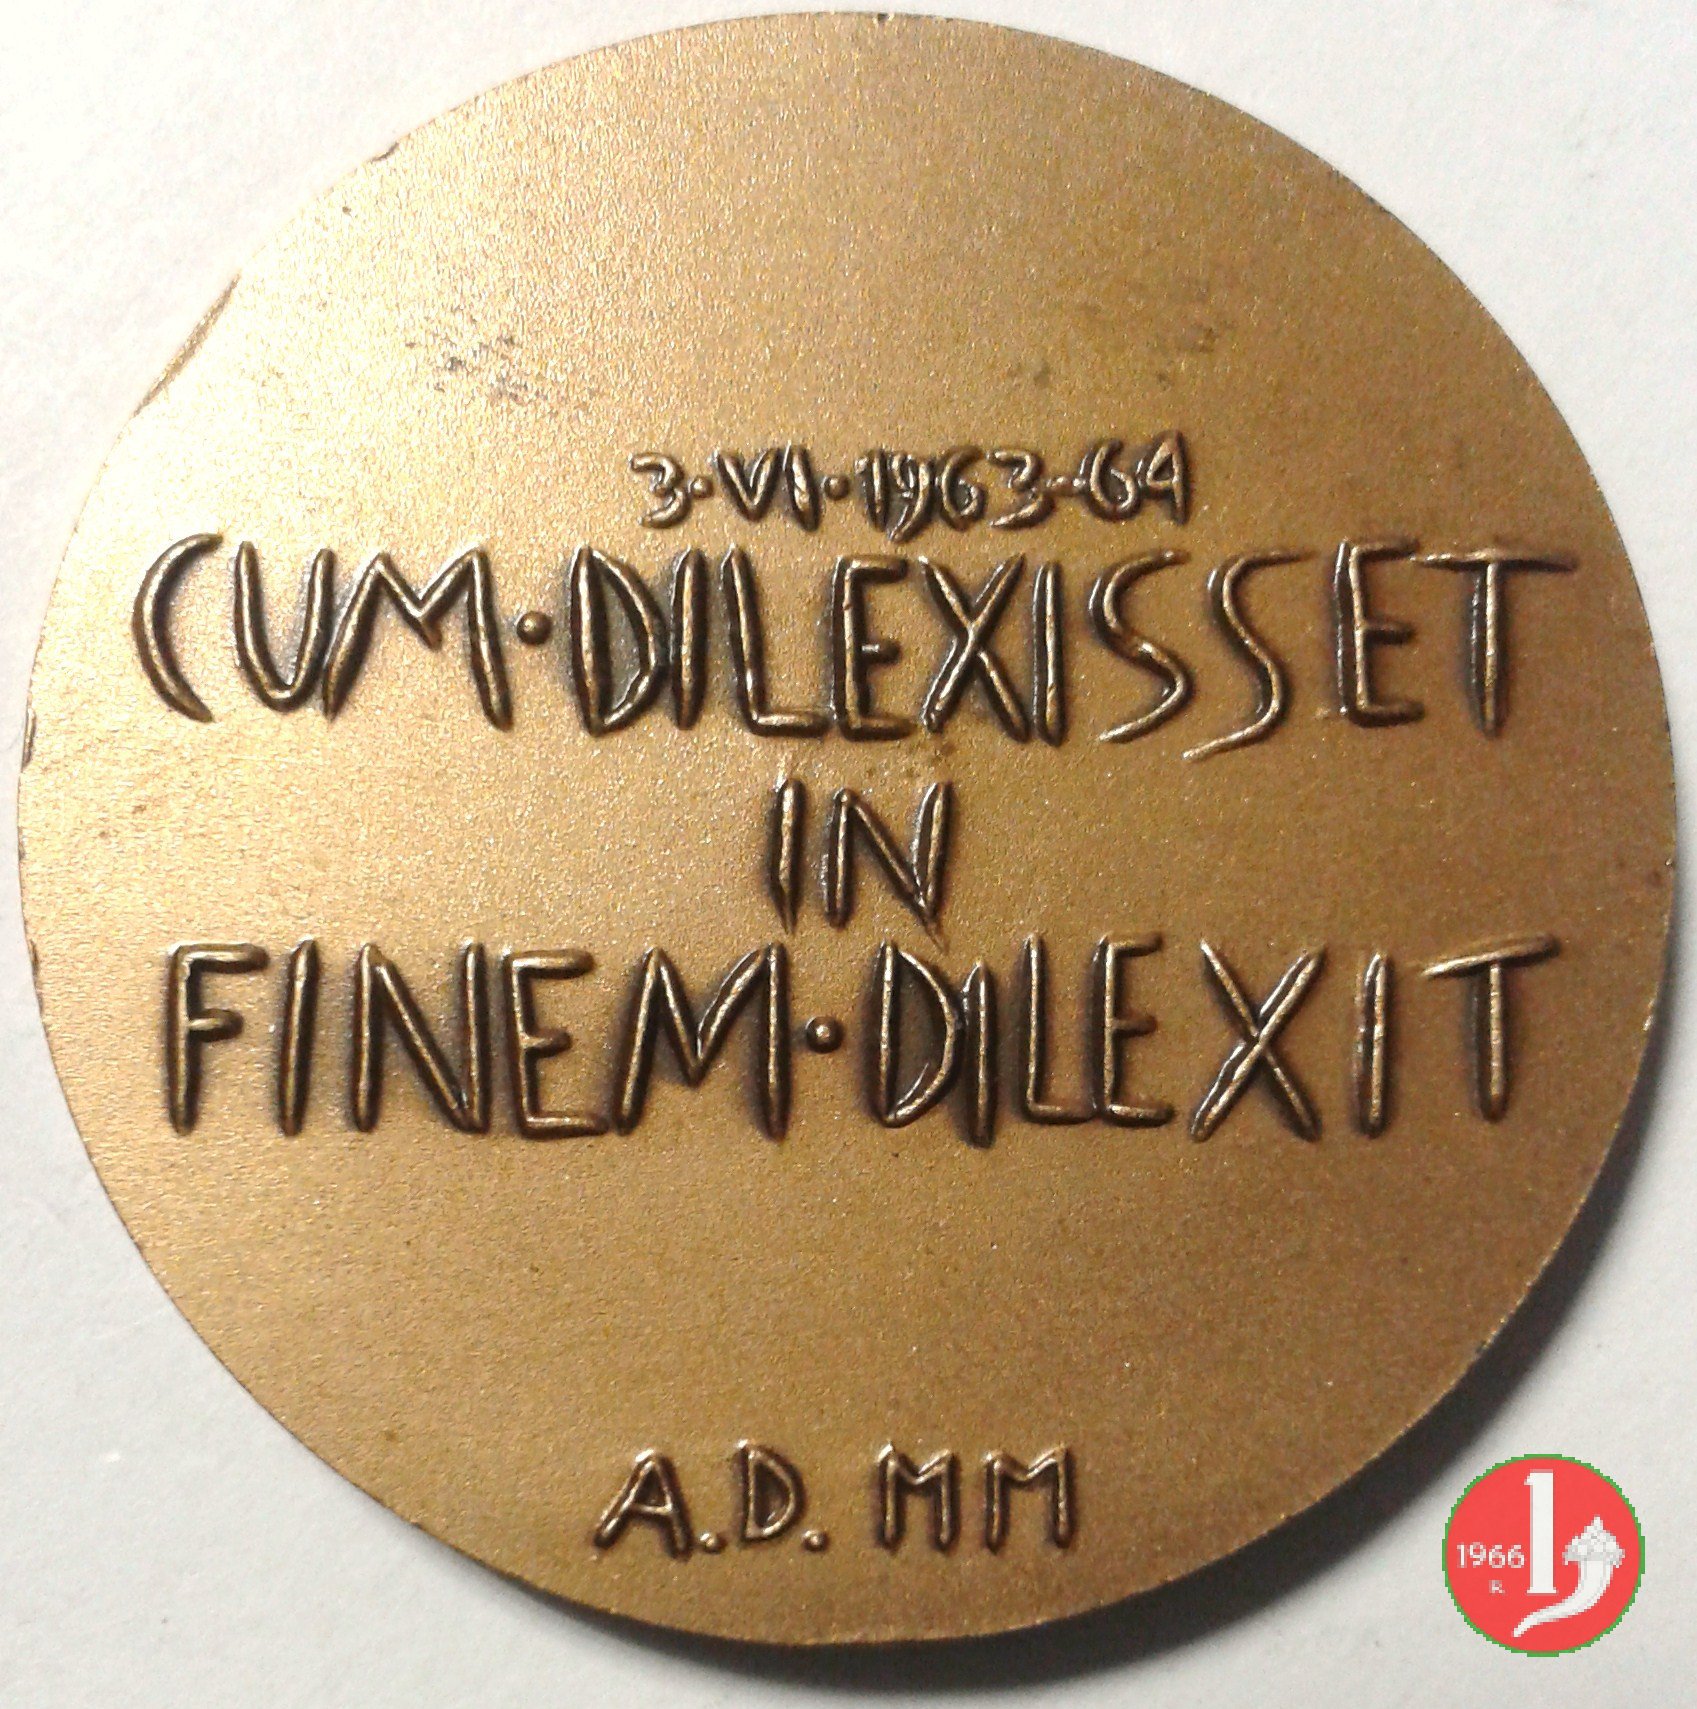 3·VI·1963-64
CUM·DILEXISSET
IN
FINEM·DILEXIT
A.D. MM
1966
R